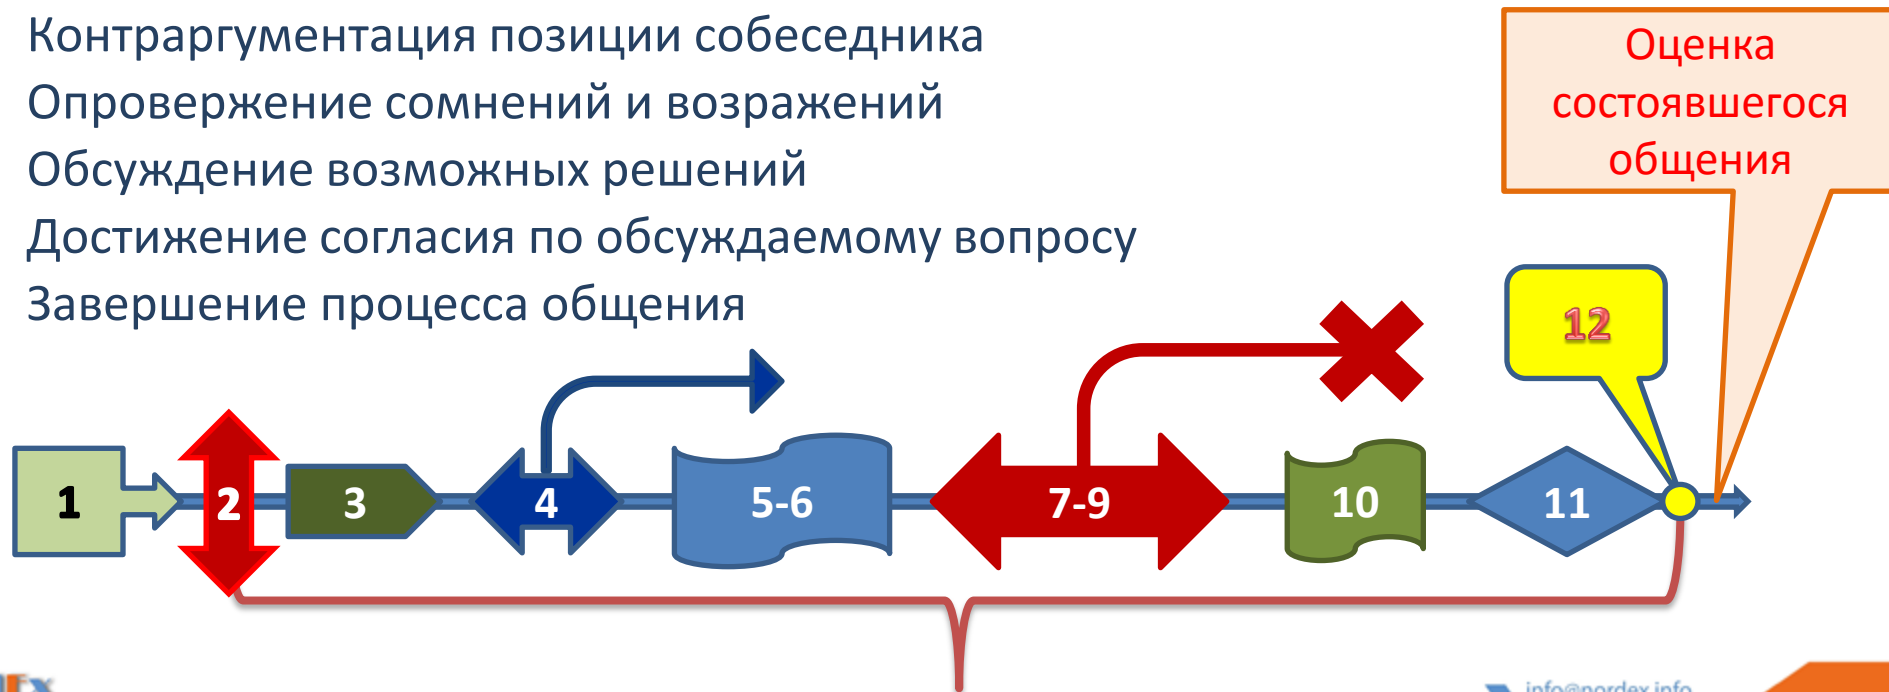 Контраргументация позиции собеседника
Опровержение сомнений и возражений
Обсуждение возможных решений
Достижение согласия по обсуждаемому вопросу
Завершение процесса общения
Оценка
состоявшегося
общения
12
1
2
3
4
5-6
7-9
10
11